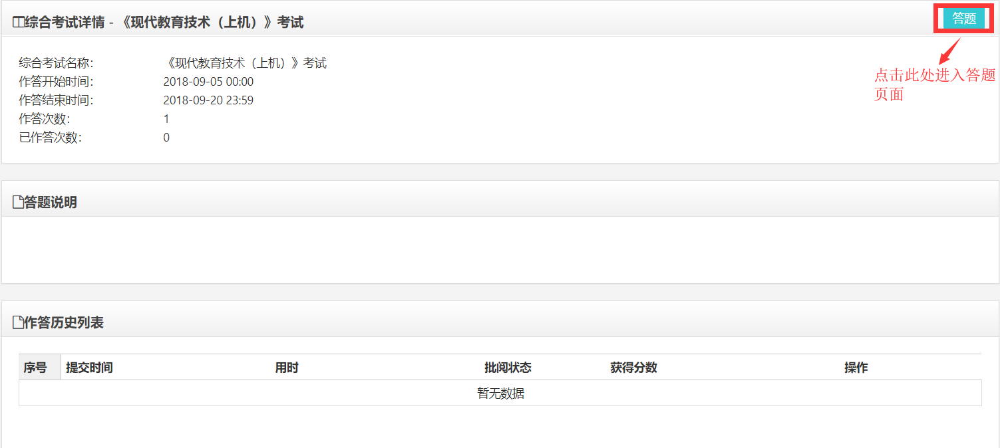 综合考试详情 - 《现代教育技术（上机）》考试
答题
综合考试名称：
《现代教育技术（上机）》考试
作答开始时间：
2018-09-05 00:00
作答结束时间：
2018-09-20 23:59
作答次数：
1
已作答次数：
0
点击此处进入答题
页面
答题说明
作答历史列表
序号 提交时间 用时 批阅状态 获得分数 操作
暂无数据